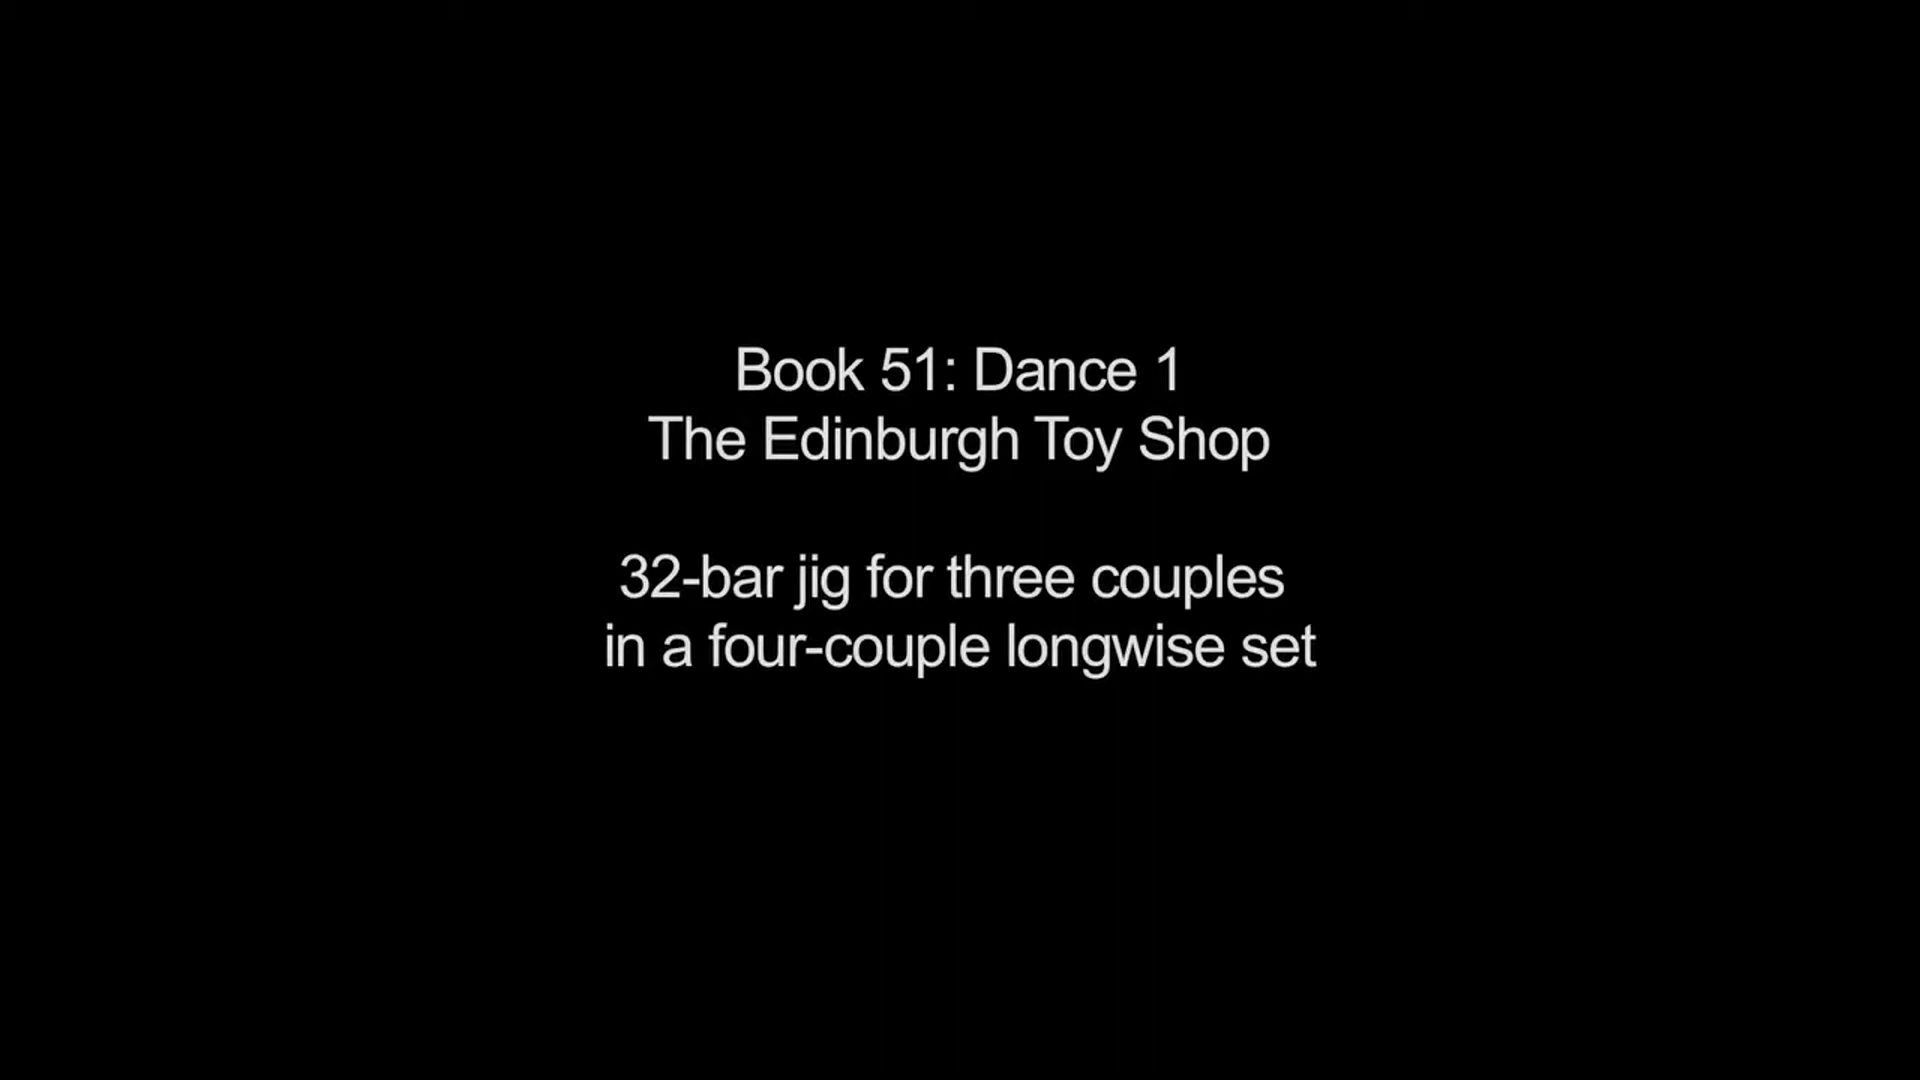 Book 51: Dance 1
The Edinburgh Toy Shop
32-bar jig for three couples
in a four-couple longwise set